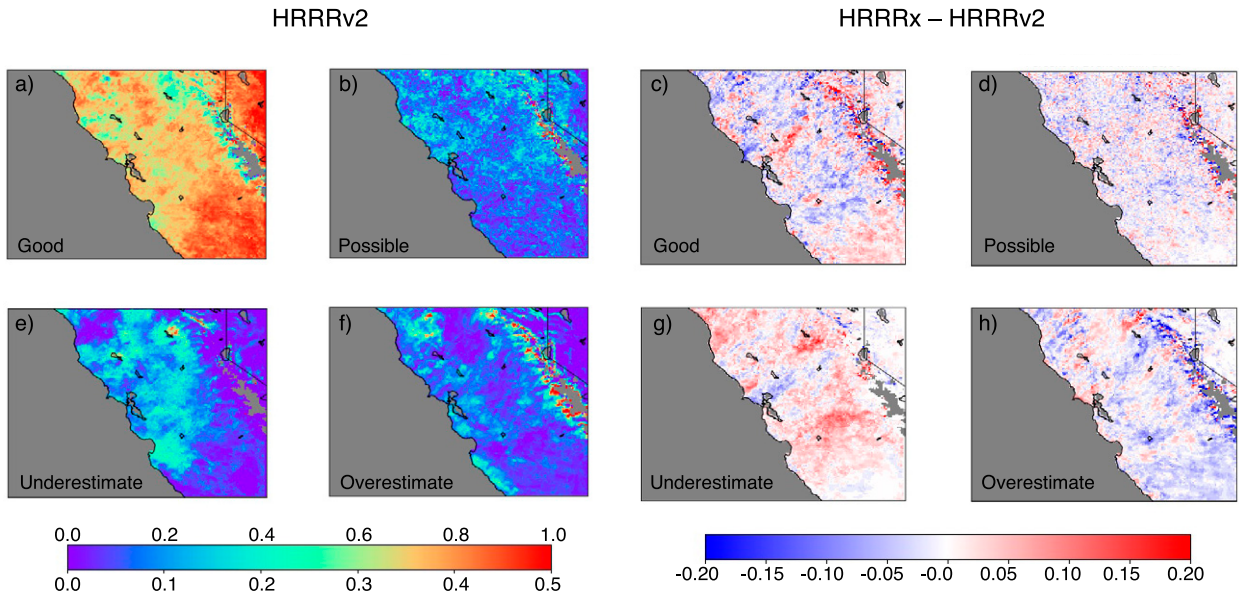 HRRRv2
HRRRx – HRRRv2
a)
Good
b)
Possible
c)
Good
d)
Possible
e)
Underestimate
f)
Overestimate
g)
Underestimate
h)
Overestimate
0.0 0.2 0.4 0.6 0.8 1.0
0.0 0.1 0.2 0.3 0.4 0.5
-0.20 -0.15 -0.10 -0.05 -0.0 0.05 0.10 0.15 0.20